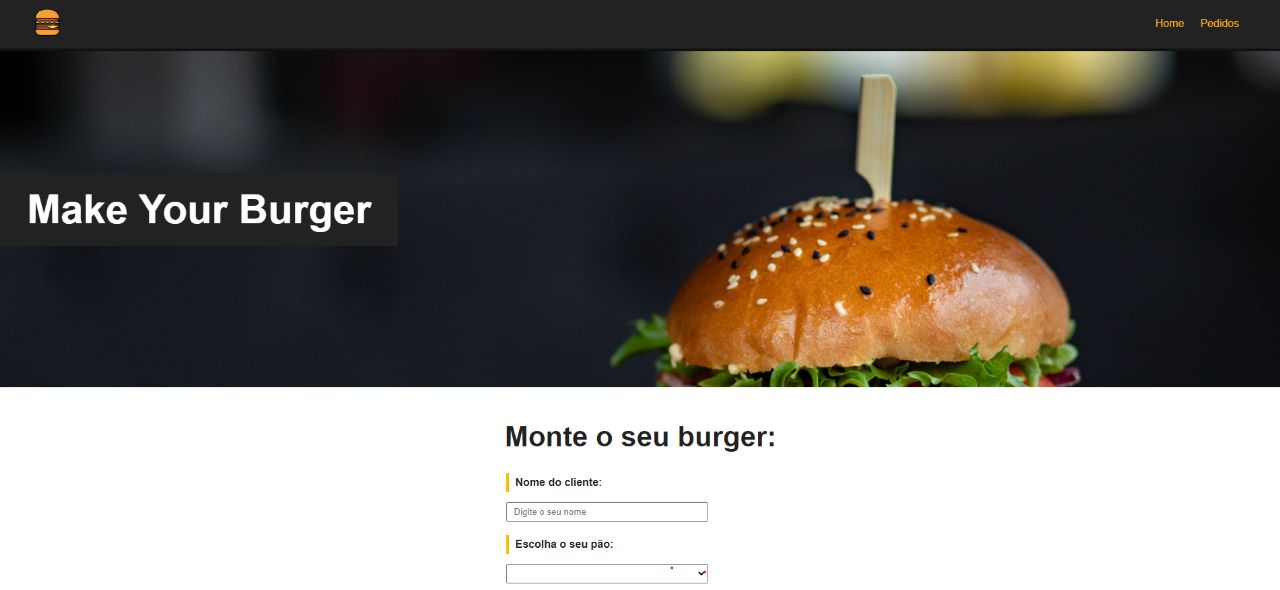 Home Pedidos
Make Your Burger
Monte o seu burger:
Nome do cliente:
Digite o seu nome
Escolha o seu pão: